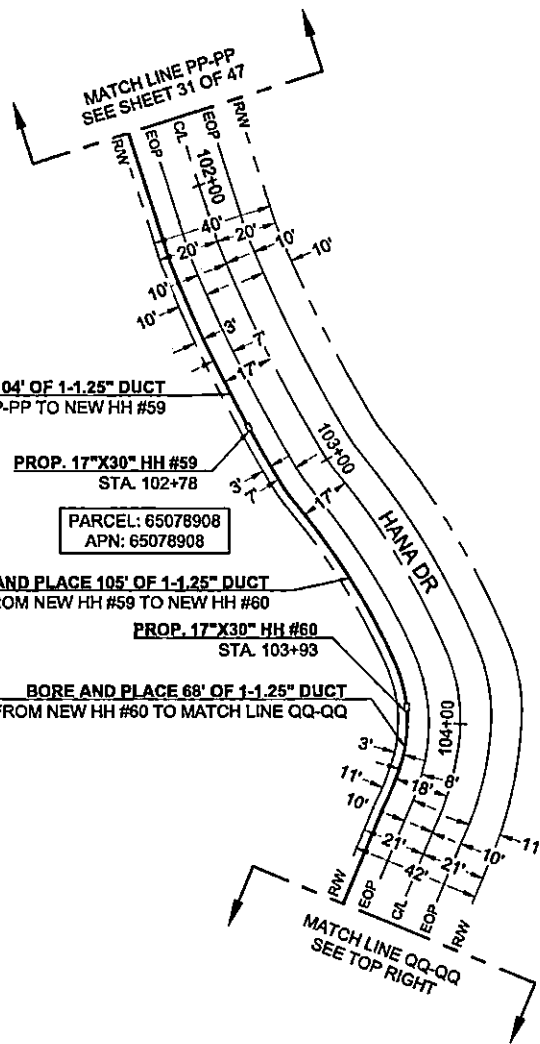 MATCH LINE PP-PP
SEE SHEET 31 OF 47
R/W
EOP
C/L
EOP
R/W
102+00
40'
20'
20'
10'
10'
10'
10'
3'
7'
17'
04' OF 1-1.25" DUCT
P-PP TO NEW HH #59
PROP. 17"X30" HH #59
STA. 102+78
3'
7'
17'
103+00
PARCEL: 65078908
APN: 65078908
HANA DR
AND PLACE 105' OF 1-1.25" DUCT
ROM NEW HH #59 TO NEW HH #60
PROP. 17"X30" HH #60
STA. 103+93
BORE AND PLACE 68' OF 1-1.25" DUCT
FROM NEW HH #60 TO MATCH LINE QQ-QQ
104+00
3'
8'
18'
11'
10'
21'
21'
10'
11'
42'
R/W
EOP
C/L
EOP
R/W
MATCH LINE QQ-QQ
SEE TOP RIGHT